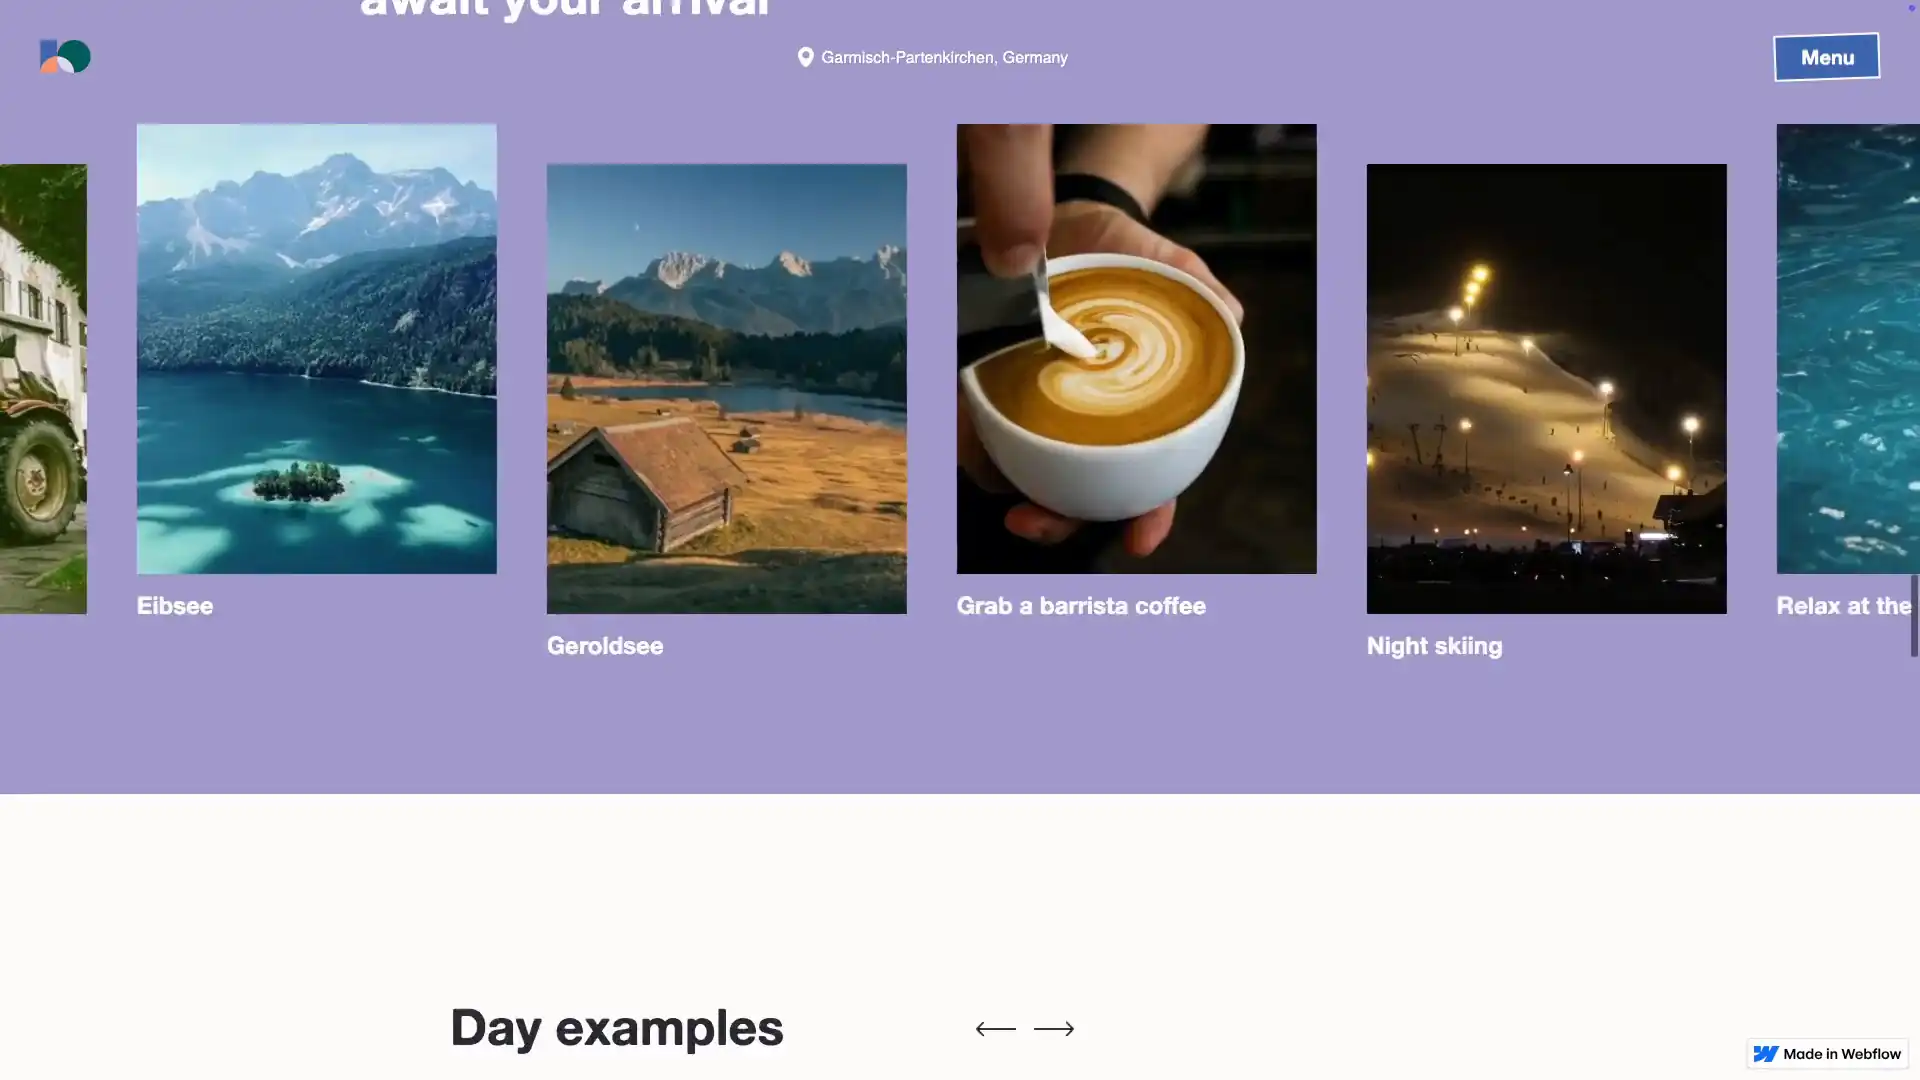 await your arrival
Garmisch-Partenkirchen, Germany
Menu
Eibsee
Geroldsee
Grab a barrista coffee
Night skiing
Relax at the
Day examples
Made in Webflow